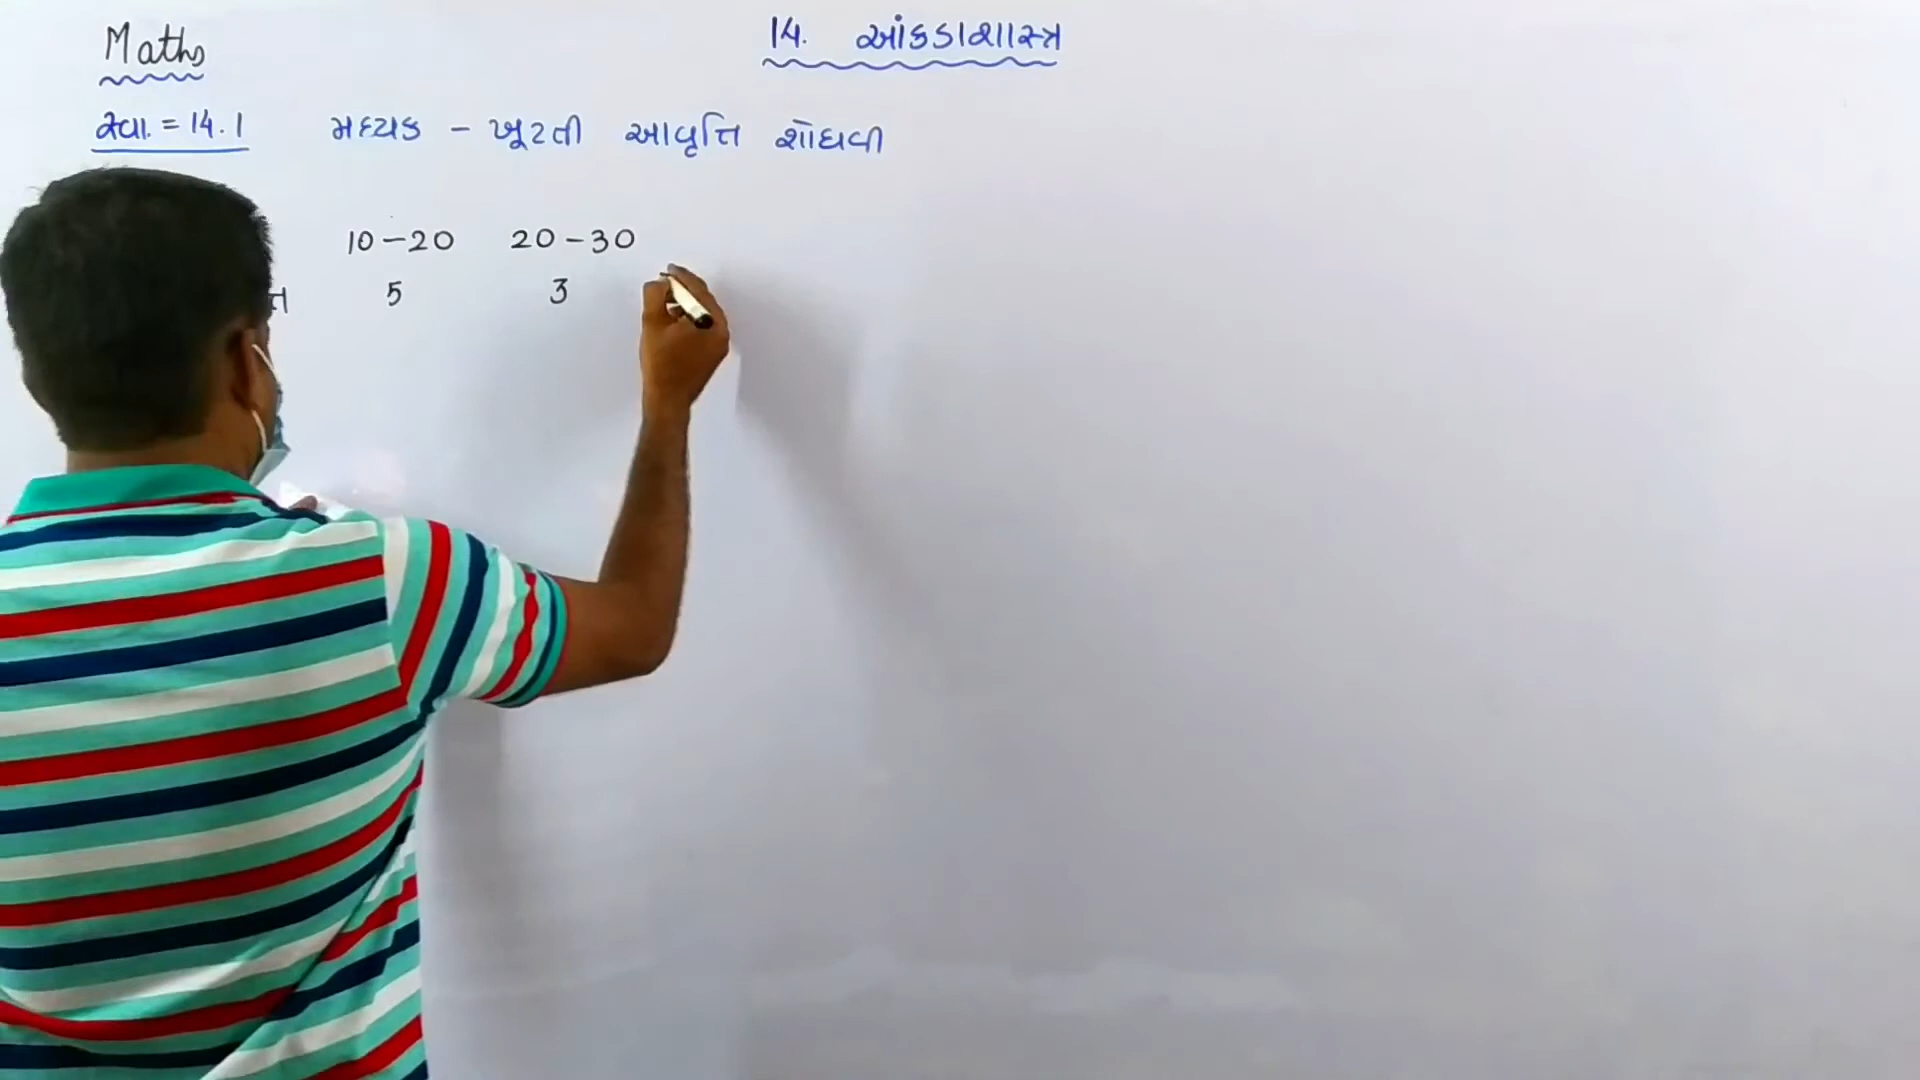 Maths
14. આંકડાશાસ્ત્ર
સ્વા. = 14.1 મધ્યક - ખૂટતી આવૃત્તિ શોધવી
10-20 20-30
5 3